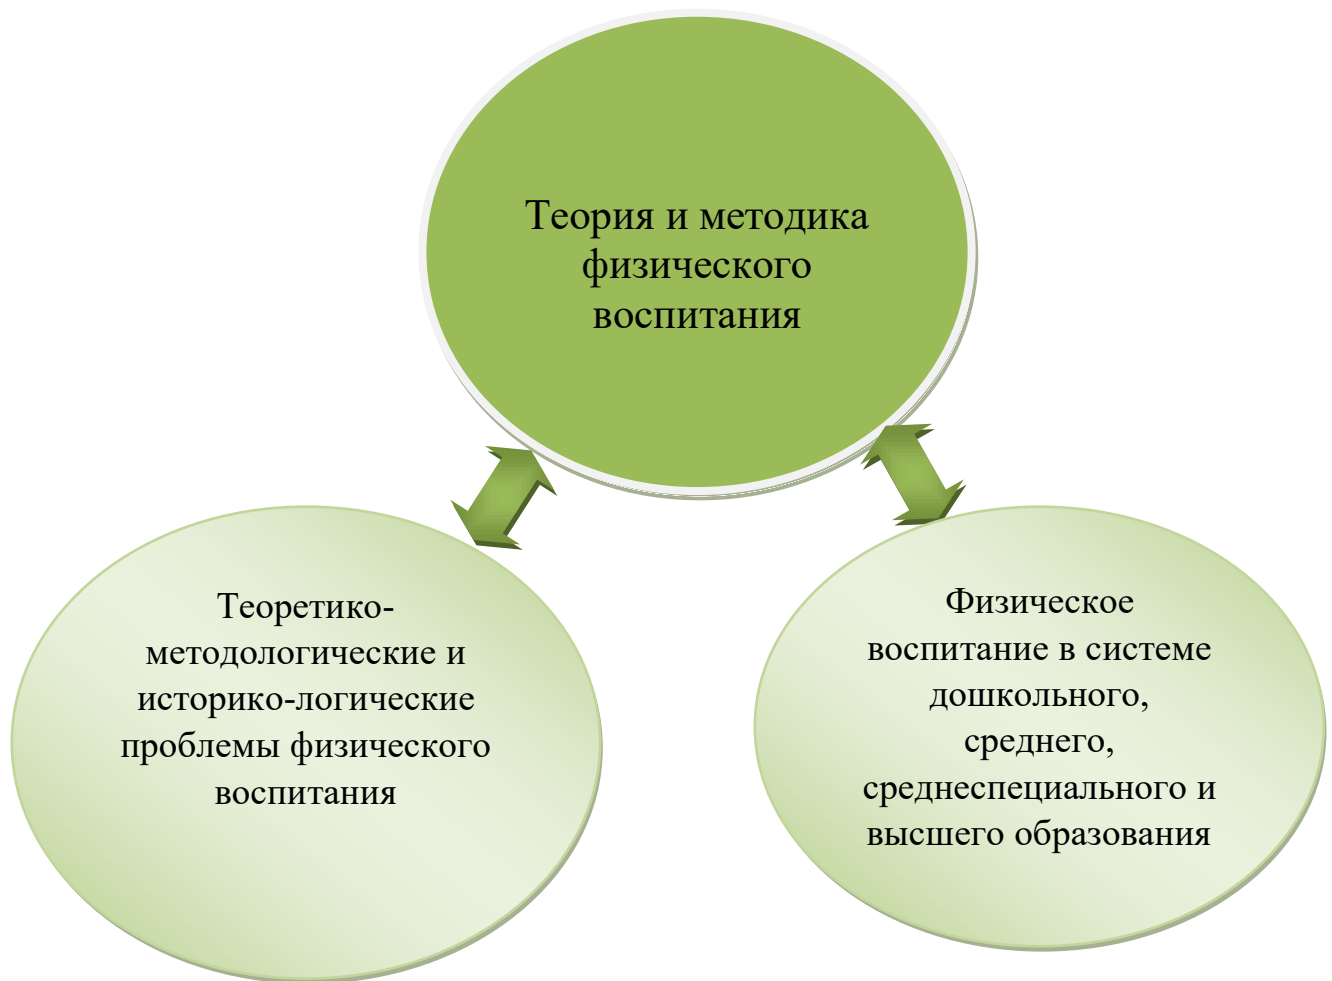 Теория и методика
физического
воспитания
Теоретико-
методологические и
историко-логические
проблемы физического
воспитания
Физическое
воспитание в системе
дошкольного,
среднего,
среднеспециального и
высшего образования